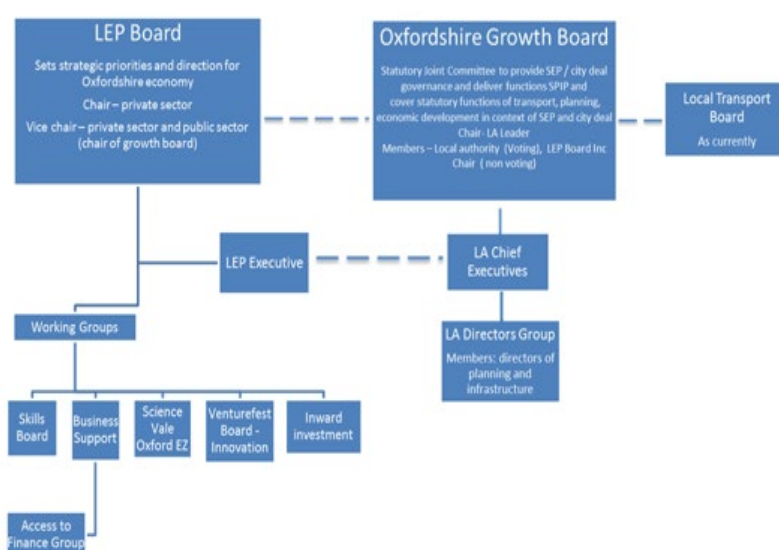 LEP Board
Sets strategic priorities and direction for
Oxfordshire economy
Chair – private sector
Vice chair – private sector and public sector
(chair of growth board)
Oxfordshire Growth Board
Statutory Joint Committee to provide SEP / city deal
governance and deliver functions SPIP and
cover statutory functions of transport, planning,
economic development in context of SEP and city deal
Chair- LA Leader
Members – Local authority (Voting), LEP Board Inc
Chair ( non voting)
Local Transport
Board
As currently
LEP Executive
LA Chief
Executives
Working Groups
LA Directors Group
Members: directors of
planning and
infrastructure
Skills
Board
Business
Support
Science
Vale
Oxford EZ
Venturefest
Board -
Innovation
Inward
investment
Access to
Finance Group